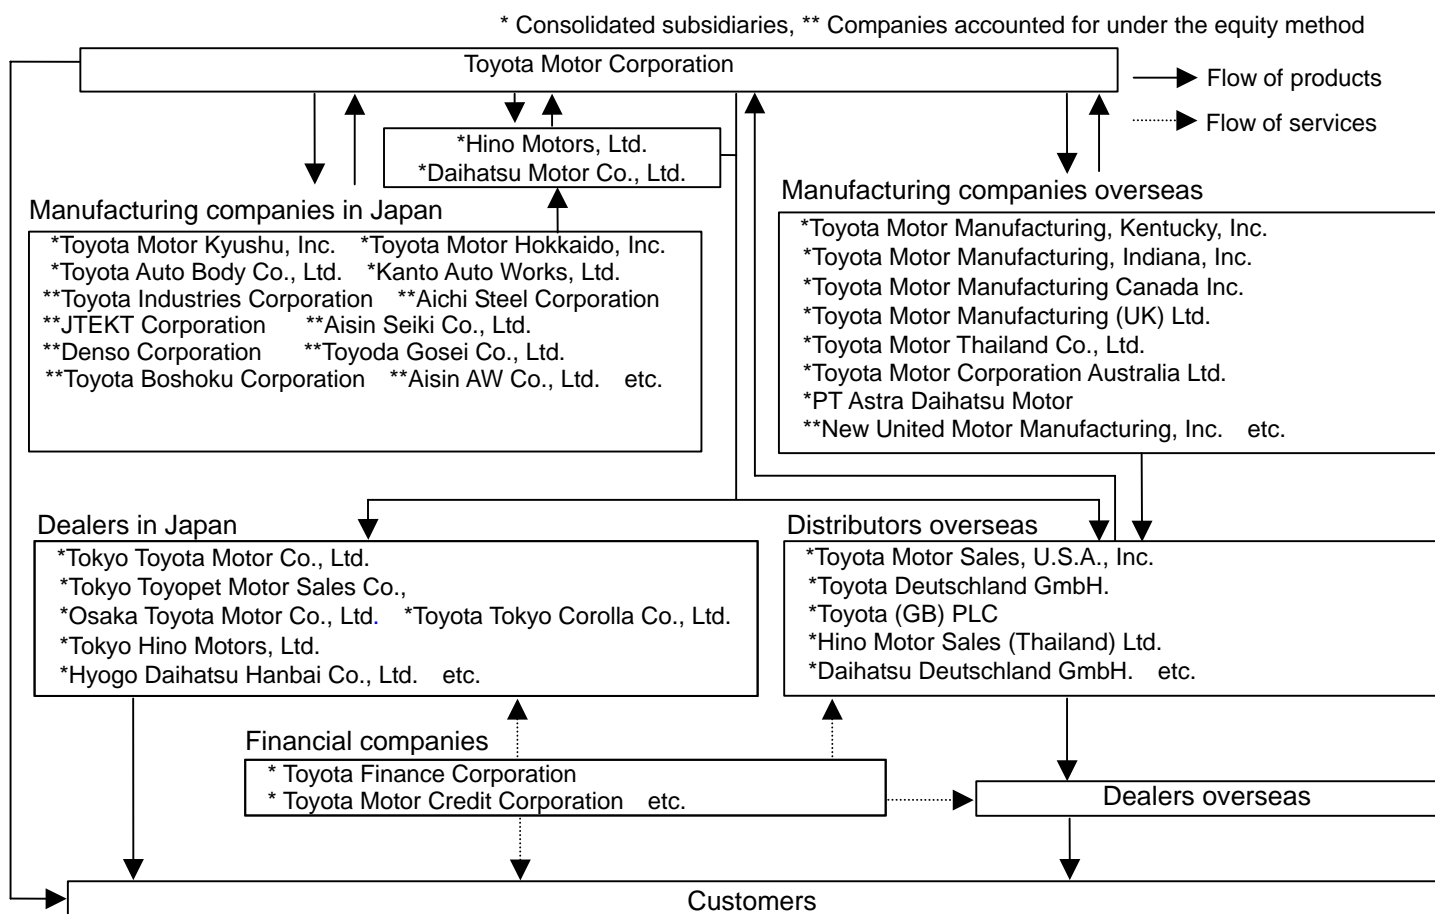 * Consolidated subsidiaries, ** Companies accounted for under the equity method
Toyota Motor Corporation
Flow of products
Flow of services
*Hino Motors, Ltd.
*Daihatsu Motor Co., Ltd.
Manufacturing companies in Japan
*Toyota Motor Kyushu, Inc. *Toyota Motor Hokkaido, Inc.
*Toyota Auto Body Co., Ltd. *Kanto Auto Works, Ltd.
**Toyota Industries Corporation **Aichi Steel Corporation
**JTEKT Corporation **Aisin Seiki Co., Ltd.
**Denso Corporation **Toyoda Gosei Co., Ltd.
**Toyota Boshoku Corporation **Aisin AW Co., Ltd. etc.
Manufacturing companies overseas
*Toyota Motor Manufacturing, Kentucky, Inc.
*Toyota Motor Manufacturing, Indiana, Inc.
*Toyota Motor Manufacturing Canada Inc.
*Toyota Motor Manufacturing (UK) Ltd.
*Toyota Motor Thailand Co., Ltd.
*Toyota Motor Corporation Australia Ltd.
*PT Astra Daihatsu Motor
**New United Motor Manufacturing, Inc. etc.
Dealers in Japan
*Tokyo Toyota Motor Co., Ltd.
*Tokyo Toyopet Motor Sales Co.,
*Osaka Toyota Motor Co., Ltd. *Toyota Tokyo Corolla Co., Ltd.
*Tokyo Hino Motors, Ltd.
*Hyogo Daihatsu Hanbai Co., Ltd. etc.
Distributors overseas
*Toyota Motor Sales, U.S.A., Inc.
*Toyota Deutschland GmbH.
*Toyota (GB) PLC
*Hino Motor Sales (Thailand) Ltd.
*Daihatsu Deutschland GmbH. etc.
Financial companies
* Toyota Finance Corporation
* Toyota Motor Credit Corporation etc.
Dealers overseas
Customers